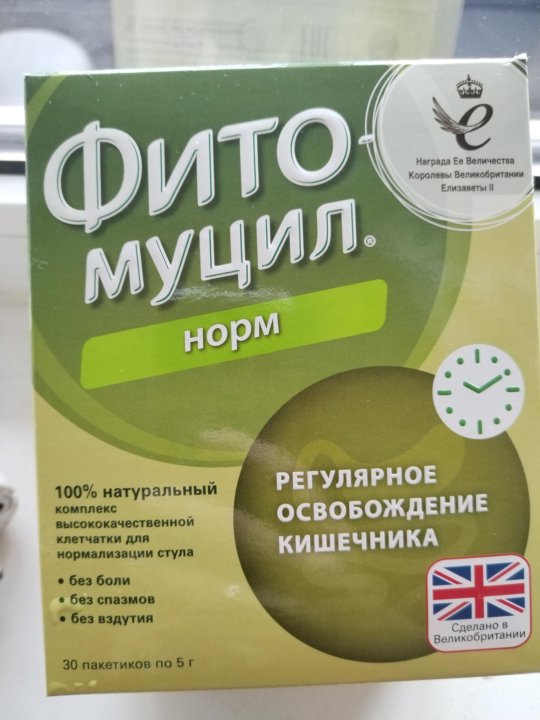 Фито-
муцил®
норм
Награда Ее Величества
Королевы Великобритании
Елизаветы II
РЕГУЛЯРНОЕ
ОСВОБОЖДЕНИЕ
КИШЕЧНИКА
100% натуральный
комплекс
высококачественной
клетчатки для
нормализации стула
• без боли
• без спазмов
• без вздутия
30 пакетиков по 5 г
Сделано в
Великобритании